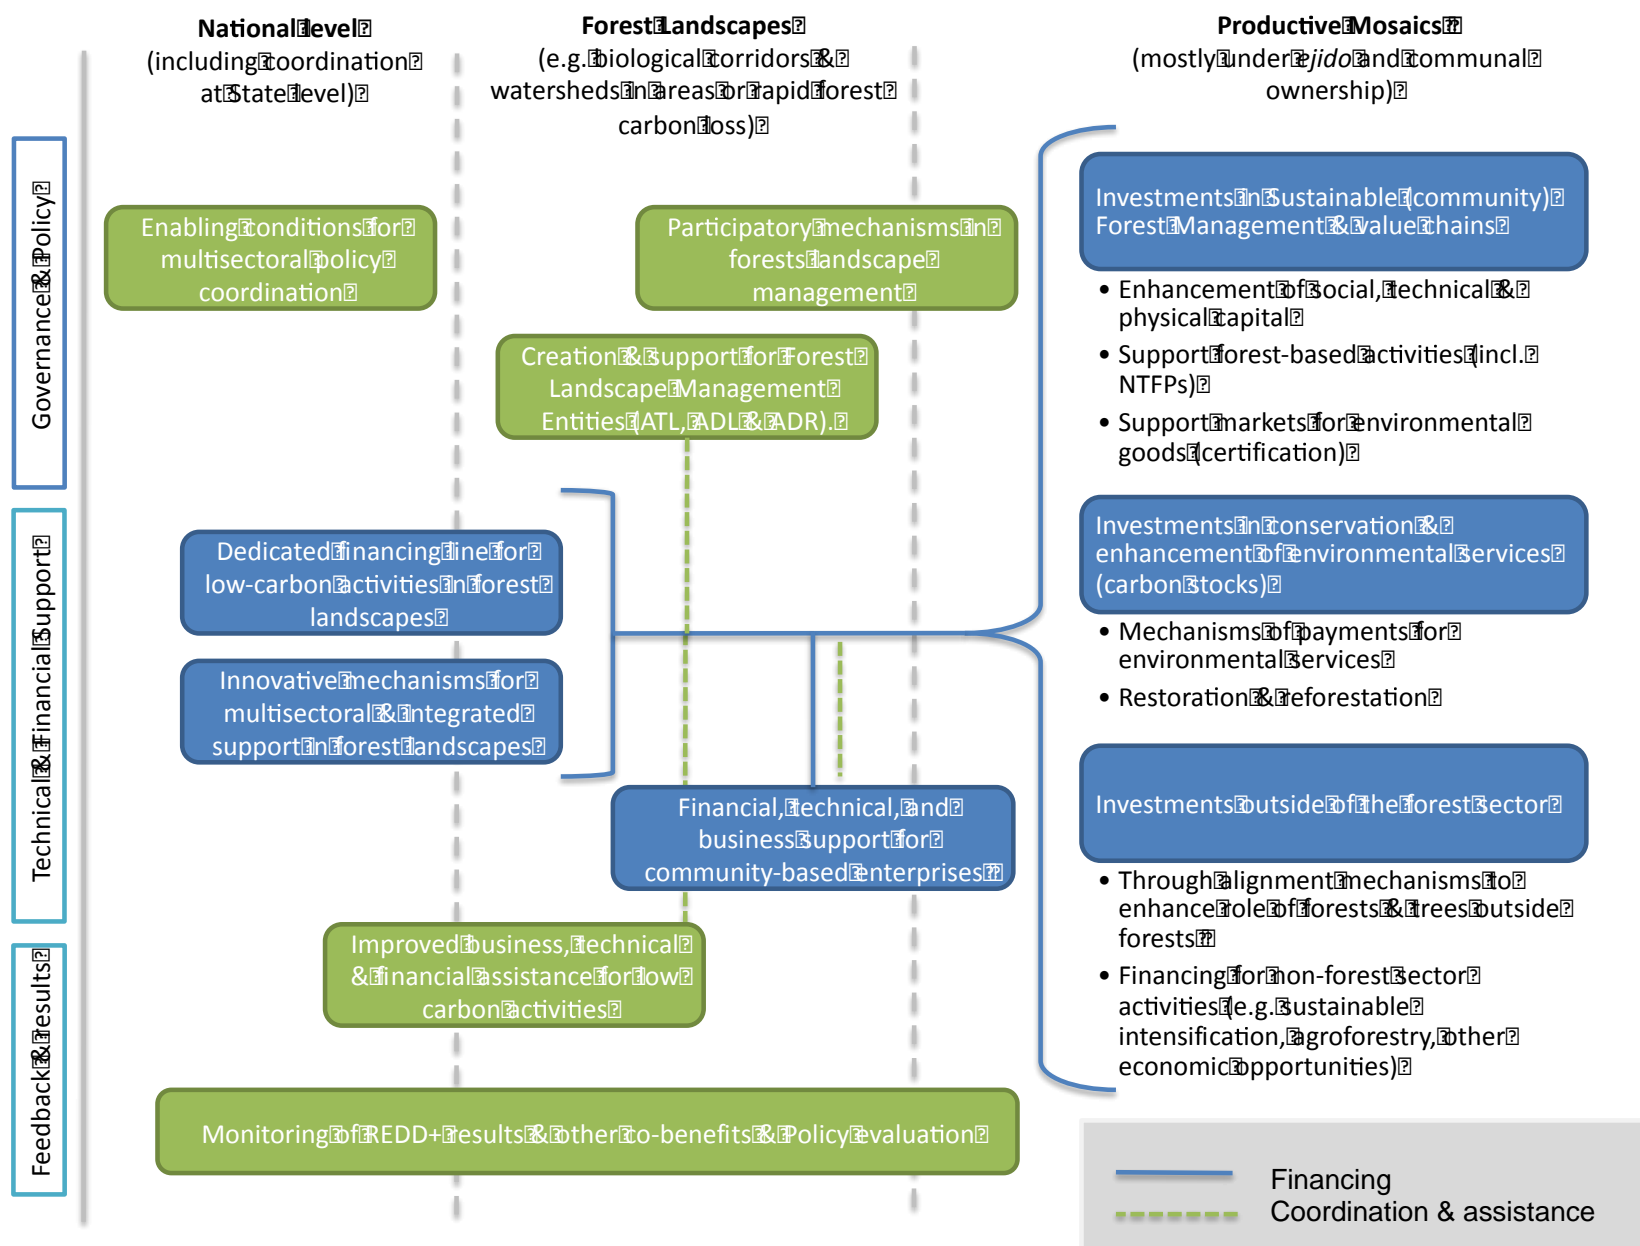 National level
(including coordination
at State level)
Forest Landscapes
(e.g. biological corridors &
watersheds in areas or rapid forest
carbon loss)
Productive Mosaics
(mostly under ejido and communal
ownership)
Governance & Policy
Technical & Financial Support
Feedback & results
Enabling conditions for
multisectoral policy
coordination
Participatory mechanisms in
forests landscape
management
Creation & support for Forest
Landscape Management
Entities (ATL, ADL & ADR).
Dedicated financing line for
low-carbon activities in forest
landscapes
Innovative mechanisms for
multisectoral & integrated
support in forest landscapes
Financial, technical, and
business support for
community-based enterprises
Improved business, technical
& financial assistance for low
carbon activities
Monitoring of REDD+ results & other co-benefits & Policy evaluation
Investments in Sustainable (community)
Forest Management & value chains
• Enhancement of social, technical &
physical capital
• Support forest-based activities (incl.
NTFPs)
• Support markets for environmental
goods (certification)
Investments in conservation &
enhancement of environmental services
(carbon stocks)
• Mechanisms of payments for
environmental services
• Restoration & reforestation
Investments outside of the forest sector
• Through alignment mechanisms to
enhance role of forests & trees outside
forests
• Financing for non-forest sector
activities (e.g. sustainable
intensification, agroforestry, other
economic opportunities)
Financing
Coordination & assistance